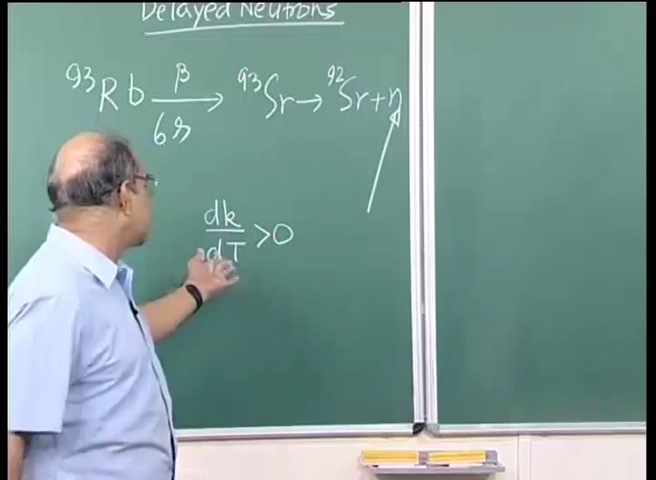 Delayed Neutrons
⁹³Rb —β→ ⁹³Sr → ⁹²Sr + n
6s
dk/dT > 0